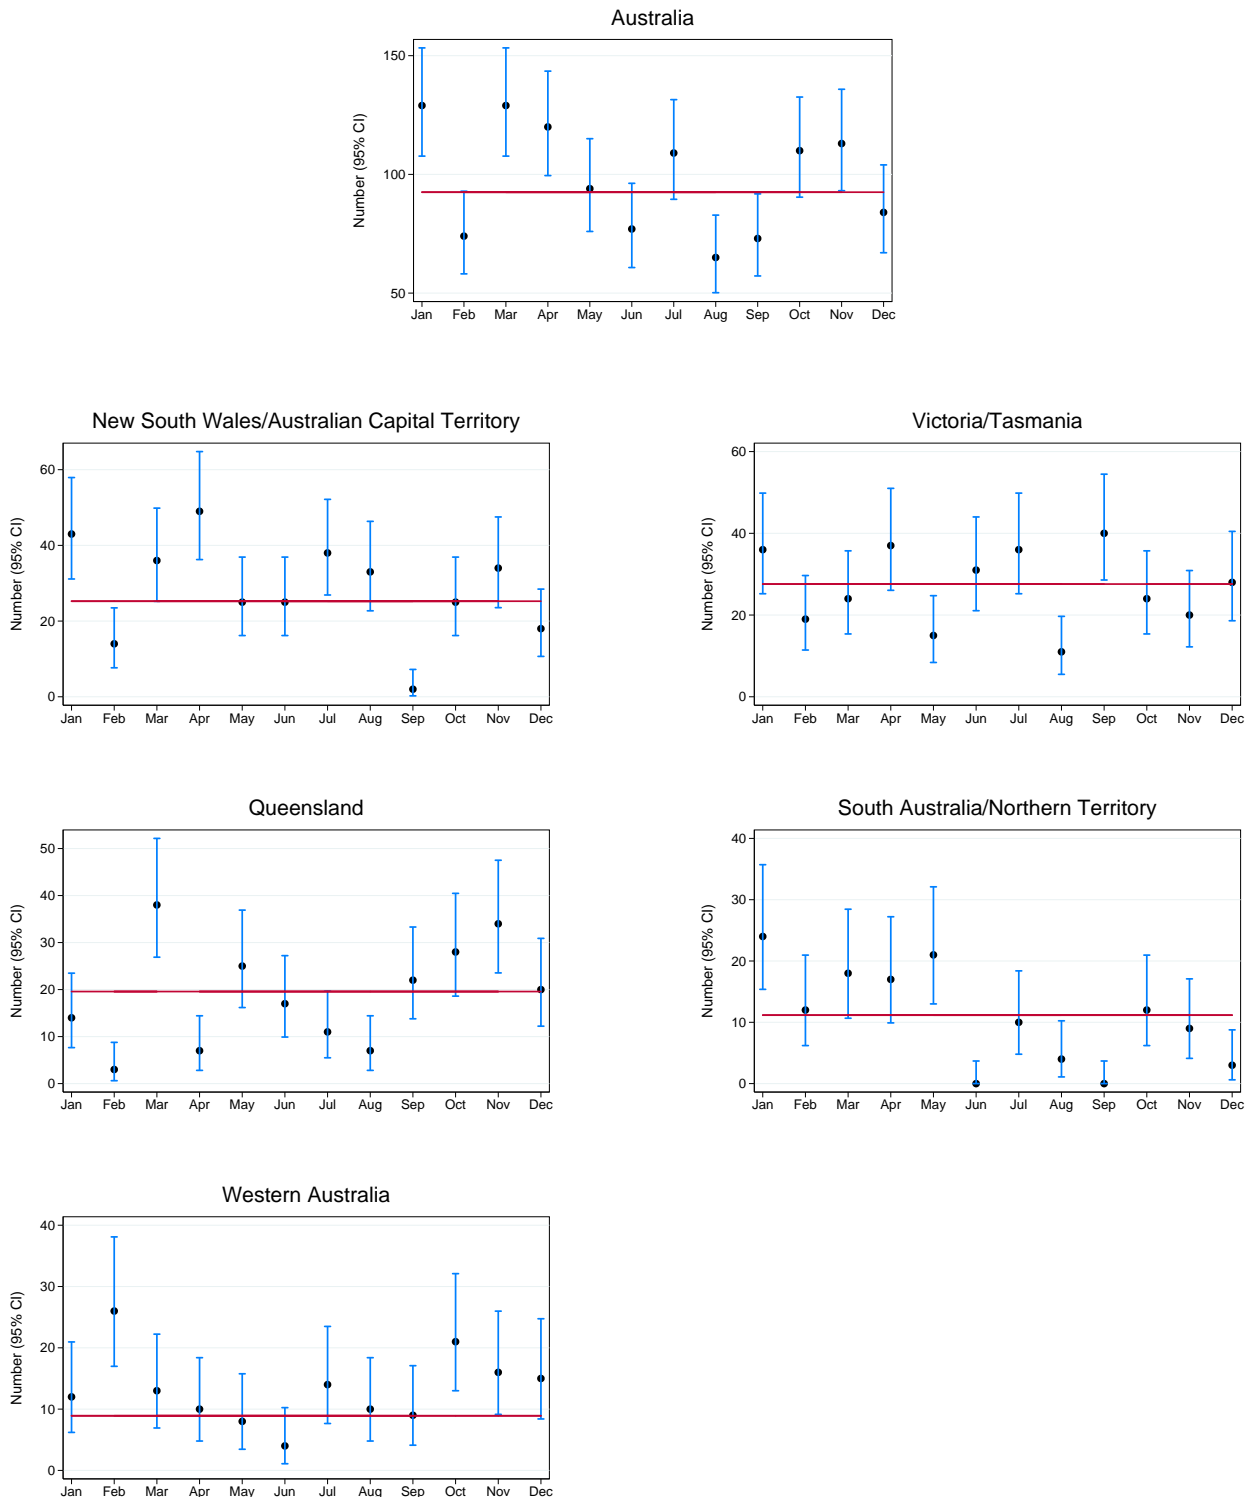 Australia
Number (95% CI)
150
100
50
Jan Feb Mar Apr May Jun Jul Aug Sep Oct Nov Dec
New South Wales/Australian Capital Territory
Number (95% CI)
60
40
20
0
Jan Feb Mar Apr May Jun Jul Aug Sep Oct Nov Dec
Victoria/Tasmania
Number (95% CI)
60
40
20
0
Jan Feb Mar Apr May Jun Jul Aug Sep Oct Nov Dec
Queensland
Number (95% CI)
50
40
30
20
10
0
Jan Feb Mar Apr May Jun Jul Aug Sep Oct Nov Dec
South Australia/Northern Territory
Number (95% CI)
40
30
20
10
0
Jan Feb Mar Apr May Jun Jul Aug Sep Oct Nov Dec
Western Australia
Number (95% CI)
40
30
20
10
0
Jan Feb Mar Apr May Jun Jul Aug Sep Oct Nov Dec